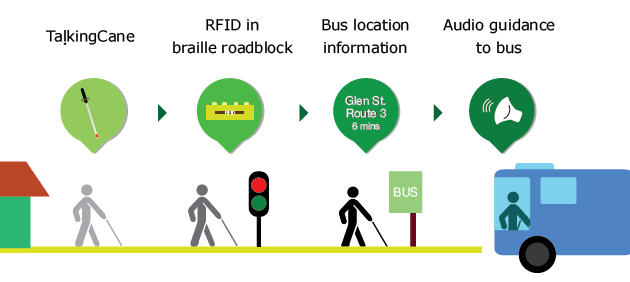 TalkingCane
RFID in
braille roadblock
Bus location
information
Audio guidance
to bus
RFID
Glen St.
Route 3
6 mins
BUS